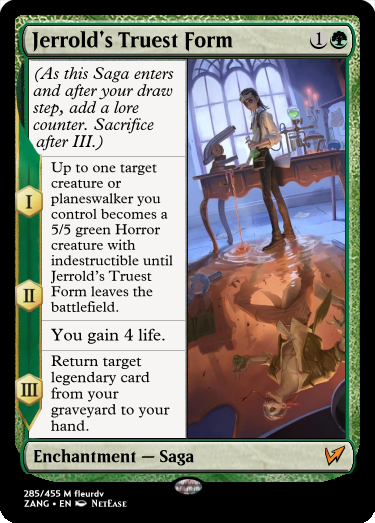 Jerrold's Truest Form 1
(As this Saga enters
and after your draw
step, add a lore
counter. Sacrifice
after III.)
I
Up to one target
creature or
planeswalker you
control becomes a
5/5 green Horror
creature with
indestructible until
Jerrold's Truest
Form leaves the
battlefield.
II
You gain 4 life.
III
Return target
legendary card
from your
graveyard to your
hand.
Enchantment — Saga
285/455 M fleurdv
ZANG • EN NetEase